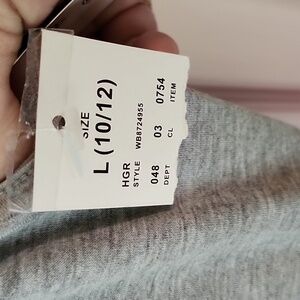 SIZE
L (10/12)
HGR
STYLE WB8724955
048 03 0754
DEPT CL ITEM